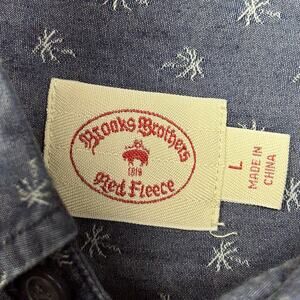 Brooks Brothers
1818
Red Fleece
L
MADE IN
CHINA